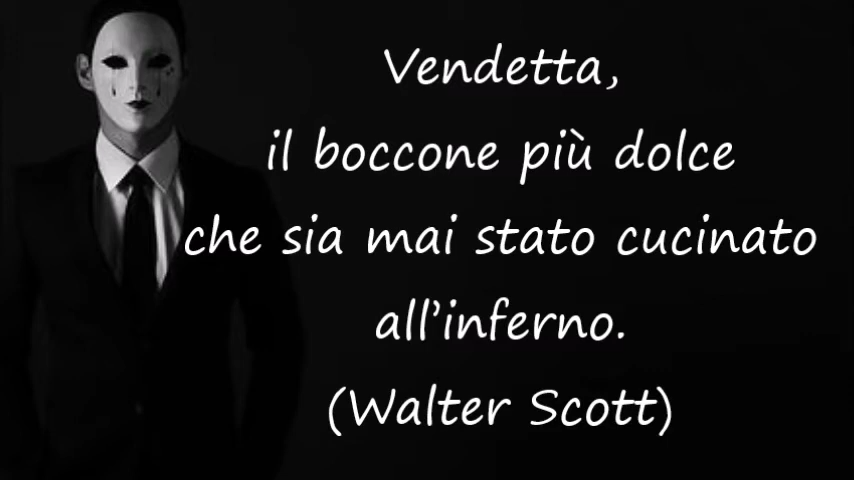 Vendetta,
il boccone più dolce
che sia mai stato cucinato
all’inferno.
(Walter Scott)